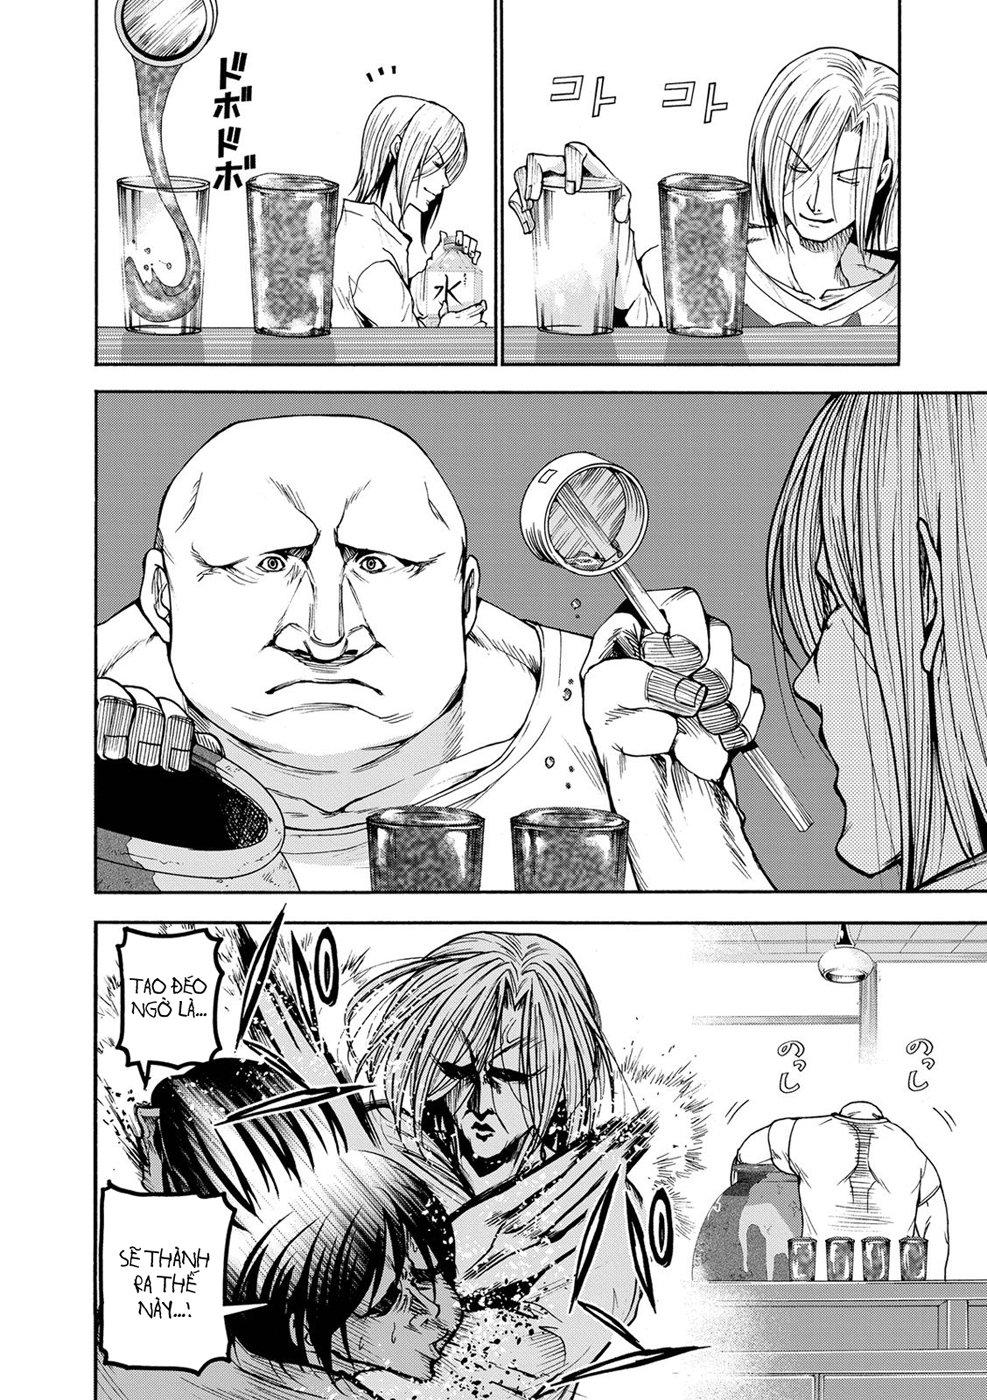 コト
コト
ドボドボ
水
のっし
のっし
TAO ĐÉO
NGỜ LÀ...
SẼ THÀNH
RA THẾ
NÀY...!